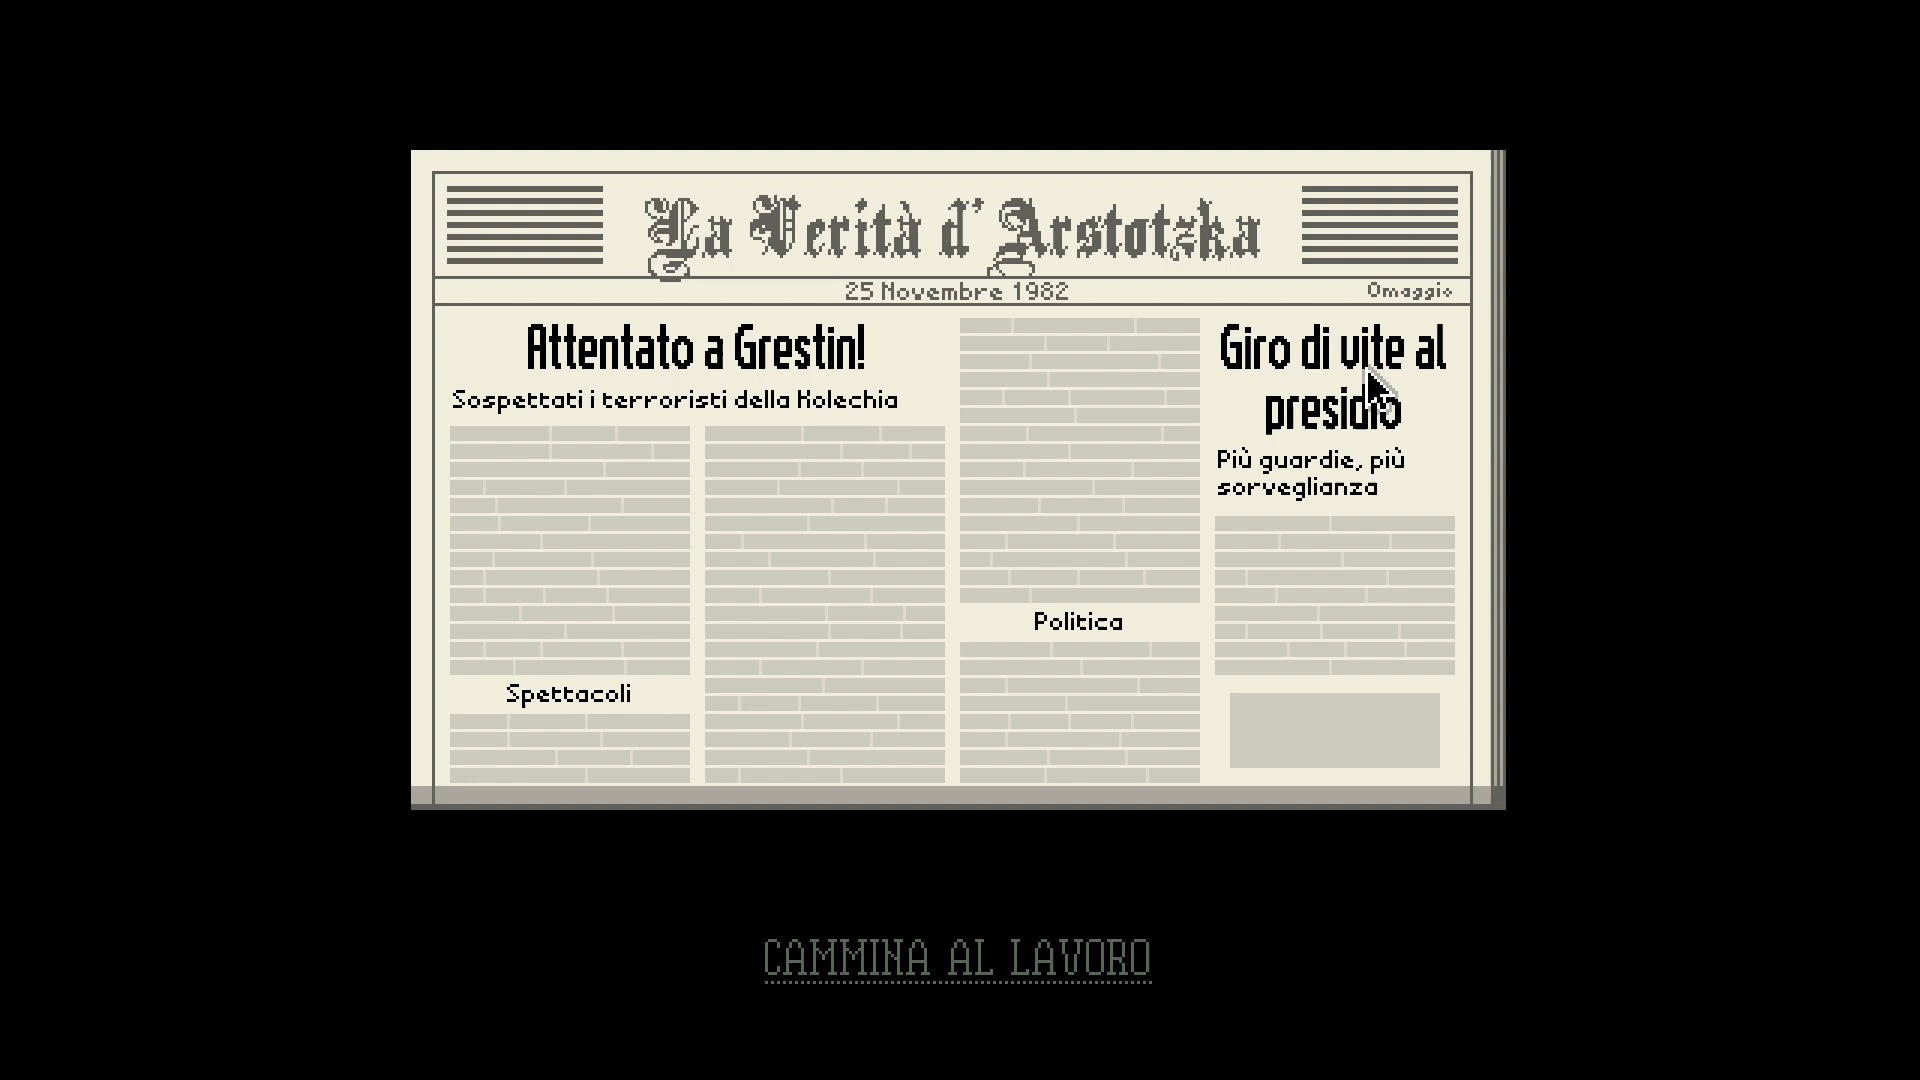 La Verità d'Arstotzka
25 Novembre 1982
Omaggio
Attentato a Grestin!
Sospettati i terroristi della Kolechia
Spettacoli
Politica
Giro di vite al
presidio
Più guardie, più
sorveglianza
CAMMINA AL LAVORO